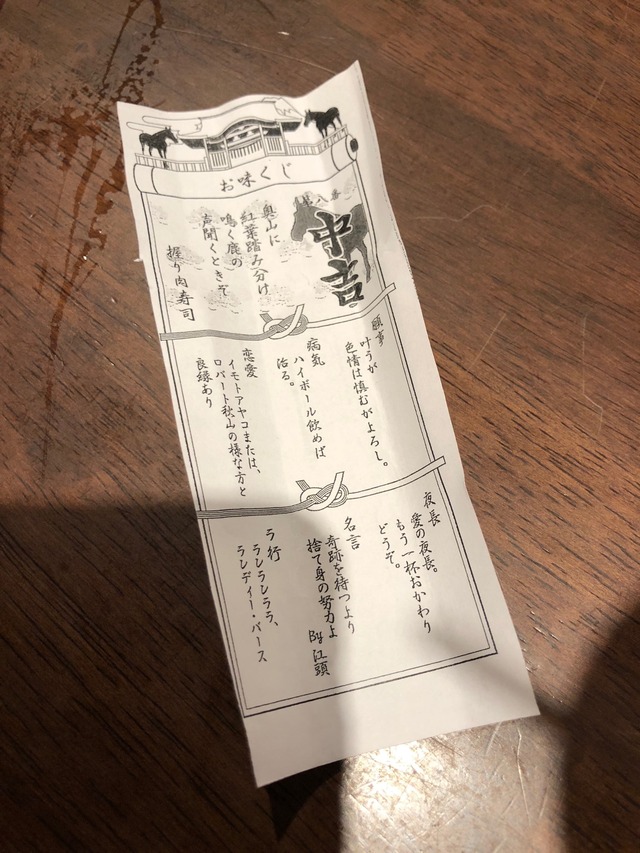 お味くじ
第八番
中吉
奥山に
紅葉踏み分け
鳴く鹿の
声聞くときぞ
握り肉寿司
願事
叶うが
色情は慎むがよろし。
病気
ハイボール飲めば
治る。
恋愛
イモトアヤコまたは、
ロバート秋山の様な方と
良縁あり
夜長
愛の夜長。
もう一杯おかわり
どうぞ。
名言
奇跡を待つより
捨て身の努力よ
By 江頭
ラ行
ランランララ、
ランディー・バース